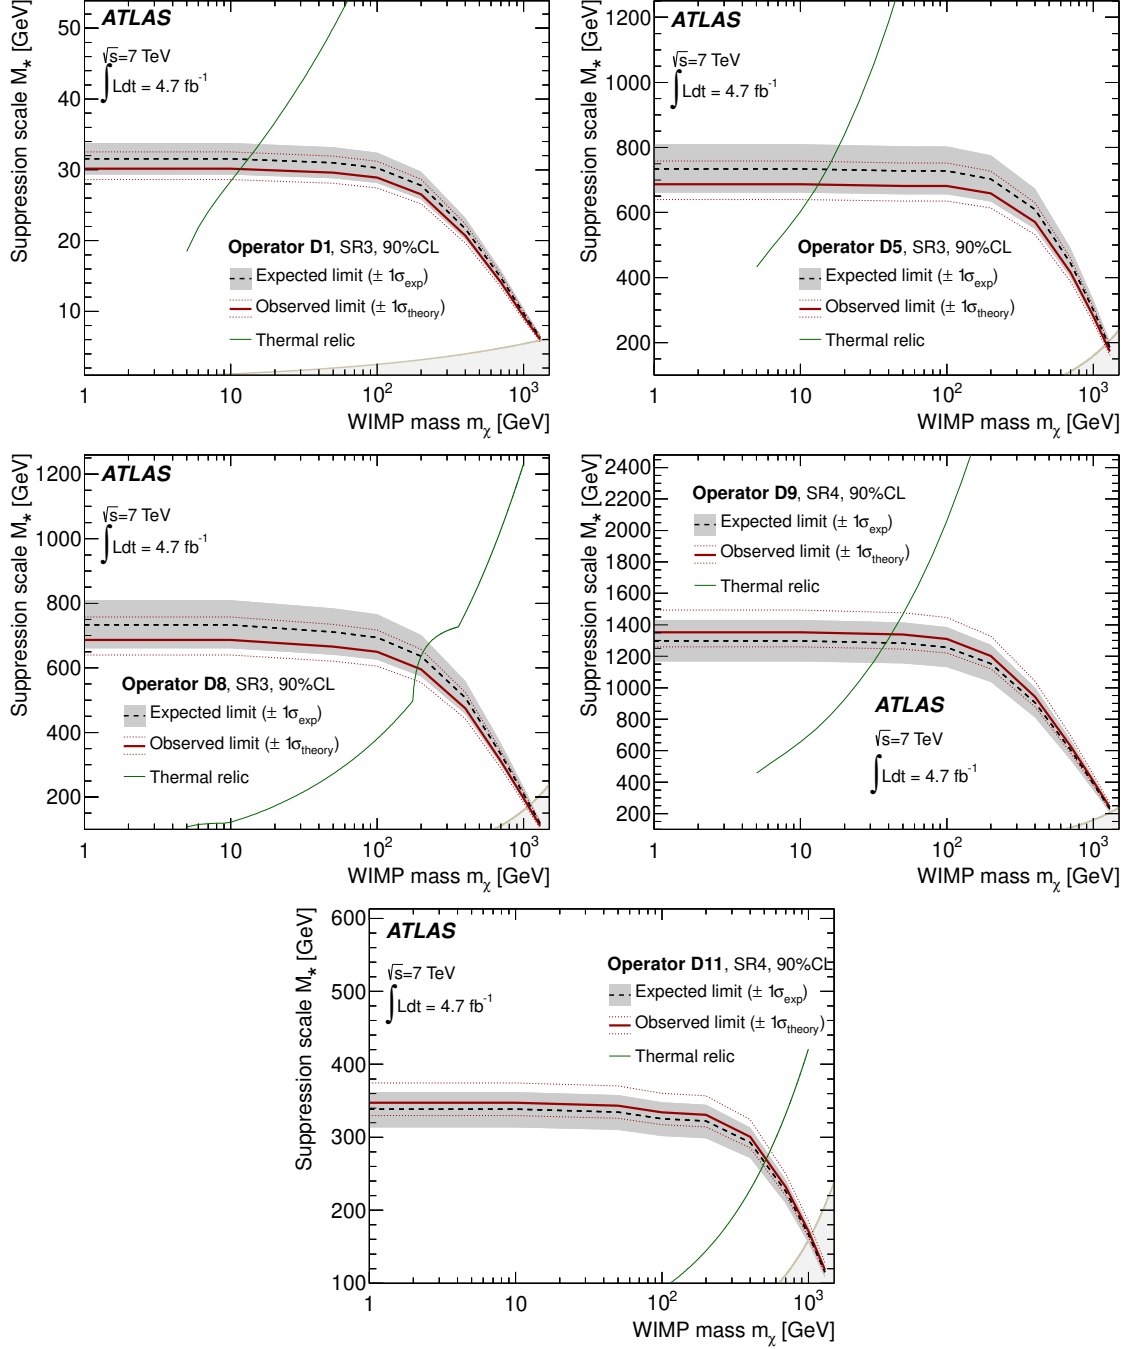 Suppression scale M★ [GeV]
50
40
30
20
10
ATLAS
√s=7 TeV
∫Ldt = 4.7 fb⁻¹
Operator D1, SR3, 90%CL
Expected limit (± 1σexp)
Observed limit (± 1σtheory)
Thermal relic
1
10
10²
10³
WIMP mass mχ [GeV]
Suppression scale M★ [GeV]
1200
1000
800
600
400
200
ATLAS
√s=7 TeV
∫Ldt = 4.7 fb⁻¹
Operator D5, SR3, 90%CL
Expected limit (± 1σexp)
Observed limit (± 1σtheory)
Thermal relic
1
10
10²
10³
WIMP mass mχ [GeV]
Suppression scale M★ [GeV]
1200
1000
800
600
400
200
ATLAS
√s=7 TeV
∫Ldt = 4.7 fb⁻¹
Operator D8, SR3, 90%CL
Expected limit (± 1σexp)
Observed limit (± 1σtheory)
Thermal relic
1
10
10²
10³
WIMP mass mχ [GeV]
Suppression scale M★ [GeV]
2400
2200
2000
1800
1600
1400
1200
1000
800
600
400
200
Operator D9, SR4, 90%CL
Expected limit (± 1σexp)
Observed limit (± 1σtheory)
Thermal relic
ATLAS
√s=7 TeV
∫Ldt = 4.7 fb⁻¹
1
10
10²
10³
WIMP mass mχ [GeV]
Suppression scale M★ [GeV]
600
500
400
300
200
100
ATLAS
√s=7 TeV
∫Ldt = 4.7 fb⁻¹
Operator D11, SR4, 90%CL
Expected limit (± 1σexp)
Observed limit (± 1σtheory)
Thermal relic
1
10
10²
10³
WIMP mass mχ [GeV]